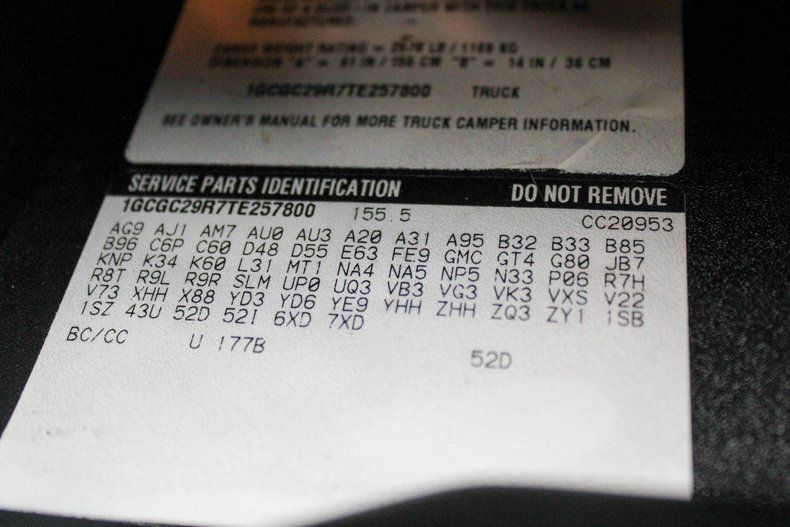 MANUFACTURER.
CARGO WEIGHT RATING = LB / KG
DIMENSION "A" = 61 IN / 155 CM "B" = 14 IN / 36 CM
1GCGC29R7TE257800 TRUCK
SEE OWNER'S MANUAL FOR MORE TRUCK CAMPER INFORMATION.
SERVICE PARTS IDENTIFICATION DO NOT REMOVE
1GCGC29R7TE257800 155.5 CC20953
AG9 AJ1 AM7 AU0 AU3 A20 A31 A95 B32 B33 B85
B96 C6P C60 D48 D55 E63 FE9 GMC GT4 G80 JB7
KNP K34 K60 L31 MT1 NA4 NA5 NP5 N33 P06 R7H
R8T R9L R9R SLM UP0 UQ3 VB3 VG3 VK3 VXS V22
V73 XHH X88 YD3 YD6 YE9 YHH ZHH ZQ3 ZY1 1SB
1SZ 43U 52D 52I 6XD 7XD
BC/CC U 177B 52D